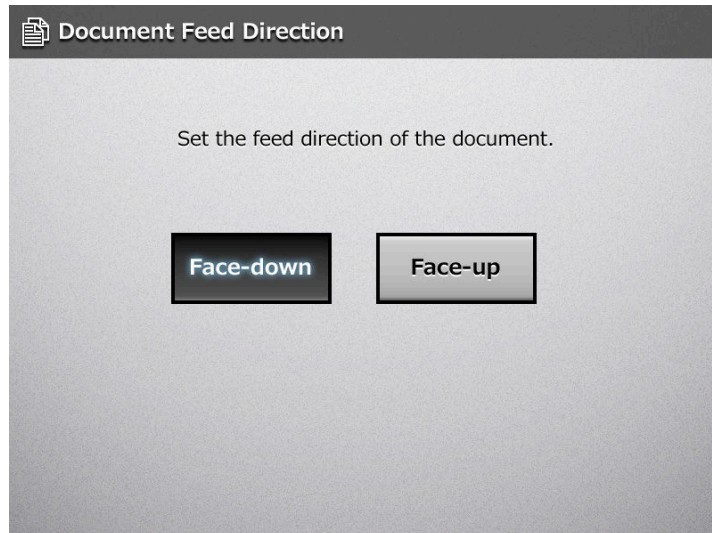 Document Feed Direction
Set the feed direction of the document.
Face-down
Face-up